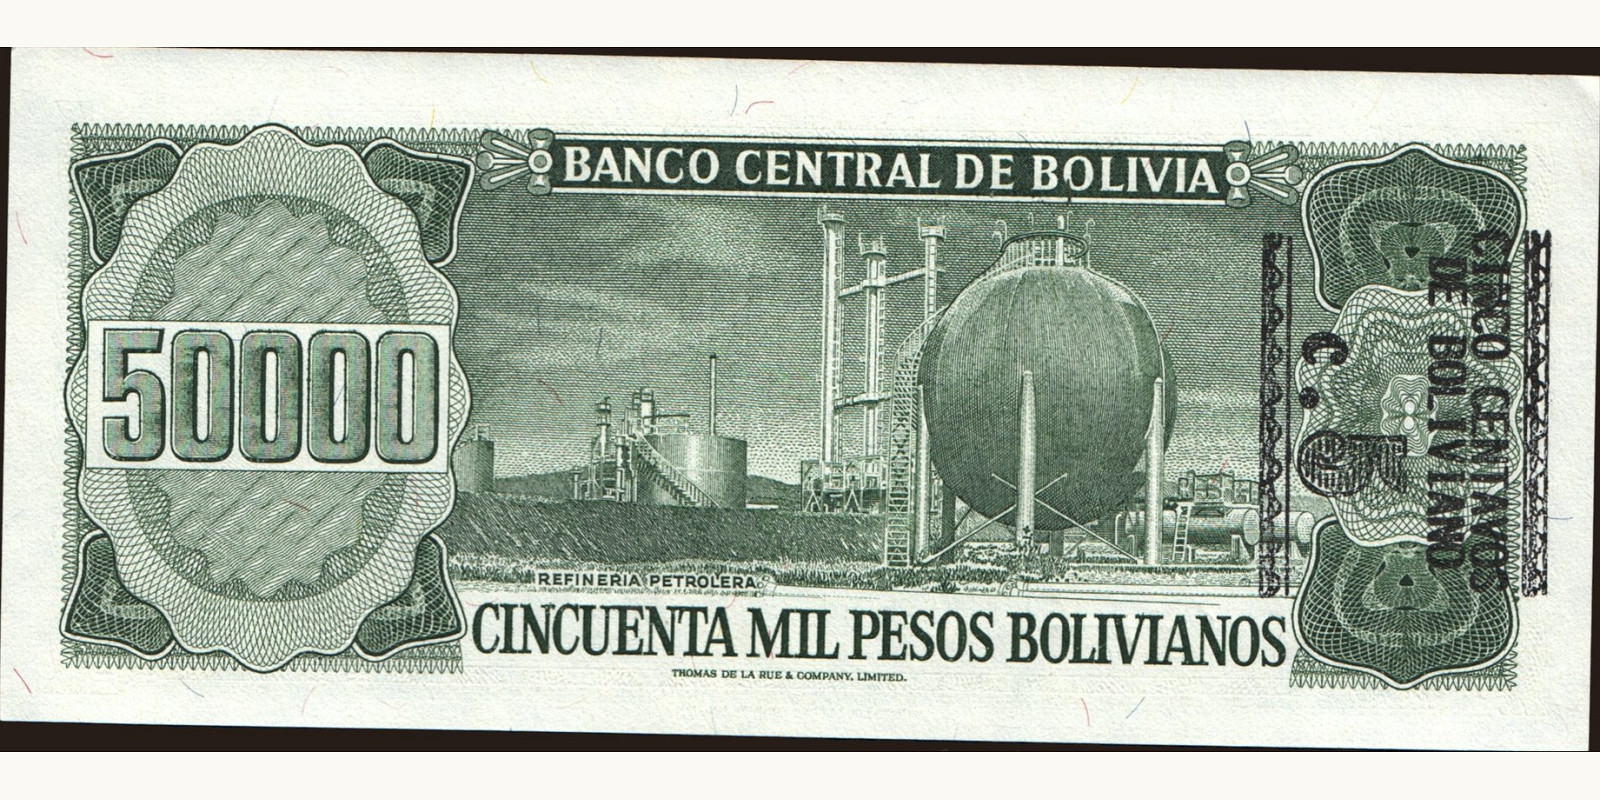 BANCO CENTRAL DE BOLIVIA
50000
REFINERIA PETROLERA
CINCUENTA MIL PESOS BOLIVIANOS
THOMAS DE LA RUE & COMPANY, LIMITED.
CINCO CENTAVOS
DE BOLIVIANO
5 c.